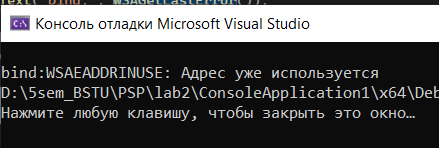 WSAGetLastError());
Консоль отладки Microsoft Visual Studio
bind:WSAEADDRINUSE: Адрес уже используется
D:\5sem_BSTU\PSP\lab2\ConsoleApplication1\x64\Deb
Нажмите любую клавишу, чтобы закрыть это окно…